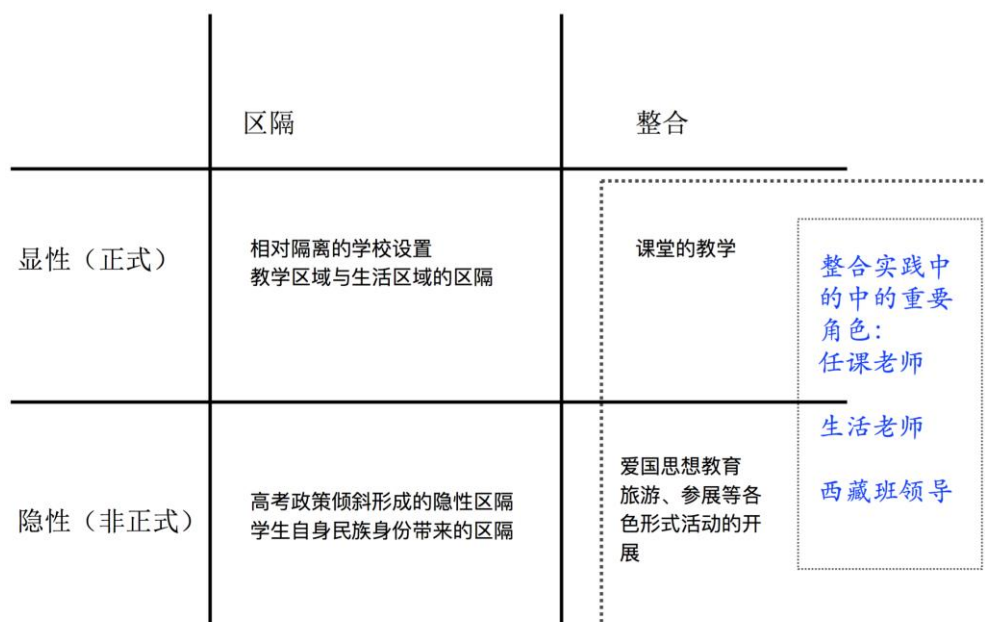 区隔
整合
显性（正式）
相对隔离的学校设置
教学区域与生活区域的区隔
课堂的教学
整合实践中
的中的重要
角色：
任课老师
生活老师
西藏班领导
隐性（非正式）
高考政策倾斜形成的隐性区隔
学生自身民族身份带来的区隔
爱国思想教育
旅游、参展等各
色形式活动的开
展